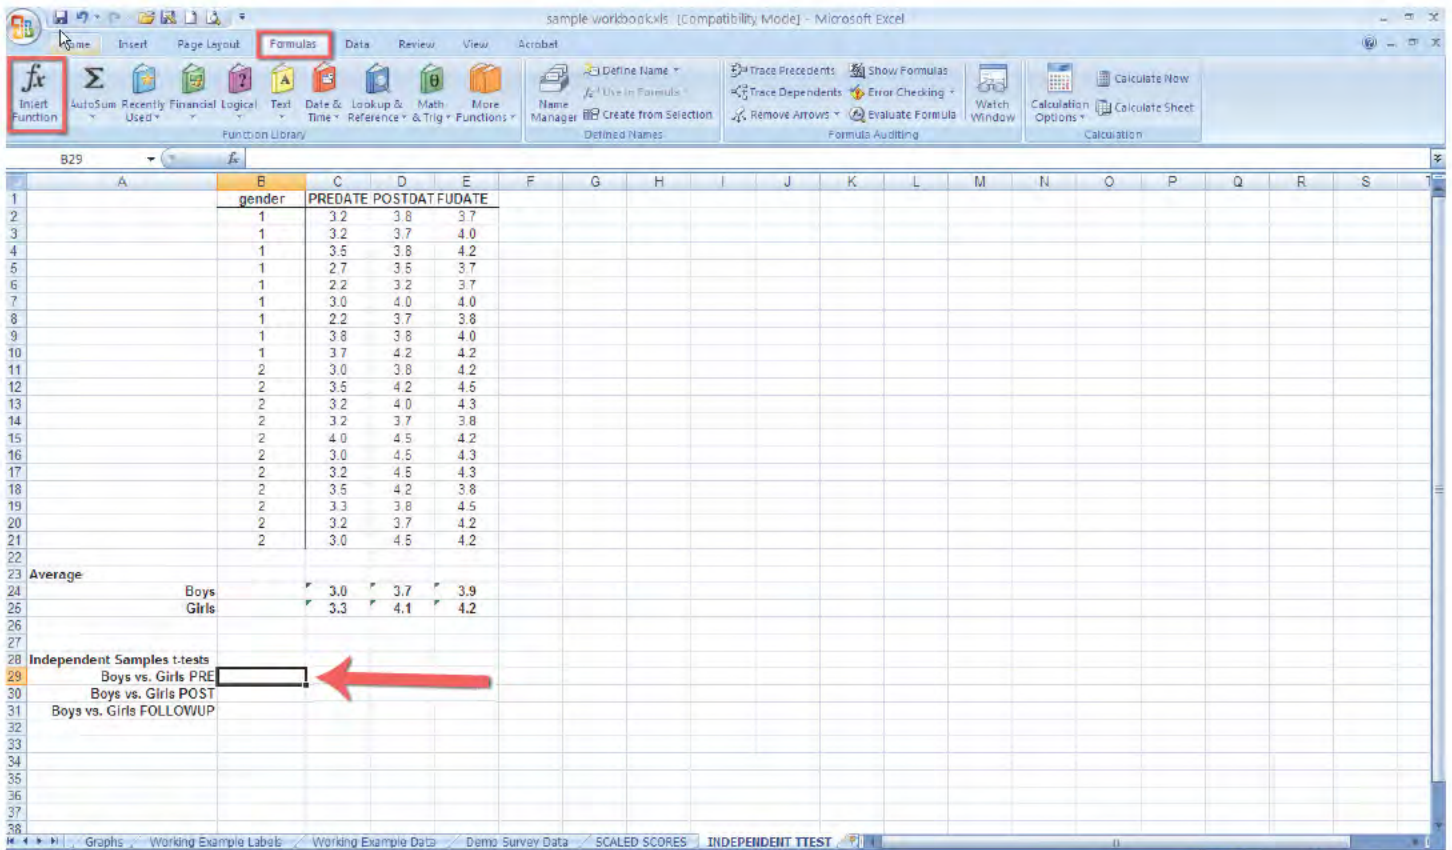 sample workbook.xls [Compatibility Mode] - Microsoft Excel
Home Insert Page Layout Formulas Data Review View Acrobat
Insert Function
AutoSum
Recently Used
Financial
Logical
Text
Date & Time
Lookup & Reference
Math & Trig
More Functions
Function Library
Name Manager
Define Name
Use in Formula
Create from Selection
Defined Names
Trace Precedents
Trace Dependents
Remove Arrows
Show Formulas
Error Checking
Evaluate Formula
Watch Window
Formula Auditing
Calculation Options
Calculate Now
Calculate Sheet
Calculation
B29 fx
A B C D E F G H I J K L M N O P Q R S T
1 gender PREDATE POSTDAT FUDATE
2 1 3.2 3.8 3.7
3 1 3.2 3.7 4.0
4 1 3.5 3.8 4.2
5 1 2.7 3.5 3.7
6 1 2.2 3.2 3.7
7 1 3.0 4.0 4.0
8 1 2.2 3.7 3.8
9 1 3.8 3.8 4.0
10 1 3.7 4.2 4.2
11 2 3.0 3.8 4.2
12 2 3.5 4.2 4.5
13 2 3.2 4.0 4.3
14 2 3.2 3.7 3.8
15 2 4.0 4.5 4.2
16 2 3.0 4.5 4.3
17 2 3.2 4.5 4.3
18 2 3.5 4.2 3.8
19 2 3.3 3.8 4.5
20 2 3.2 3.7 4.2
21 2 3.0 4.5 4.2
22
23 Average
24 Boys 3.0 3.7 3.9
25 Girls 3.3 4.1 4.2
26
27
28 Independent Samples t-tests
29 Boys vs. Girls PRE
30 Boys vs. Girls POST
31 Boys vs. Girls FOLLOWUP
32
33
34
35
36
37
38
Graphs Working Example Labels Working Example Data Demo Survey Data SCALED SCORES INDEPENDENT TTEST